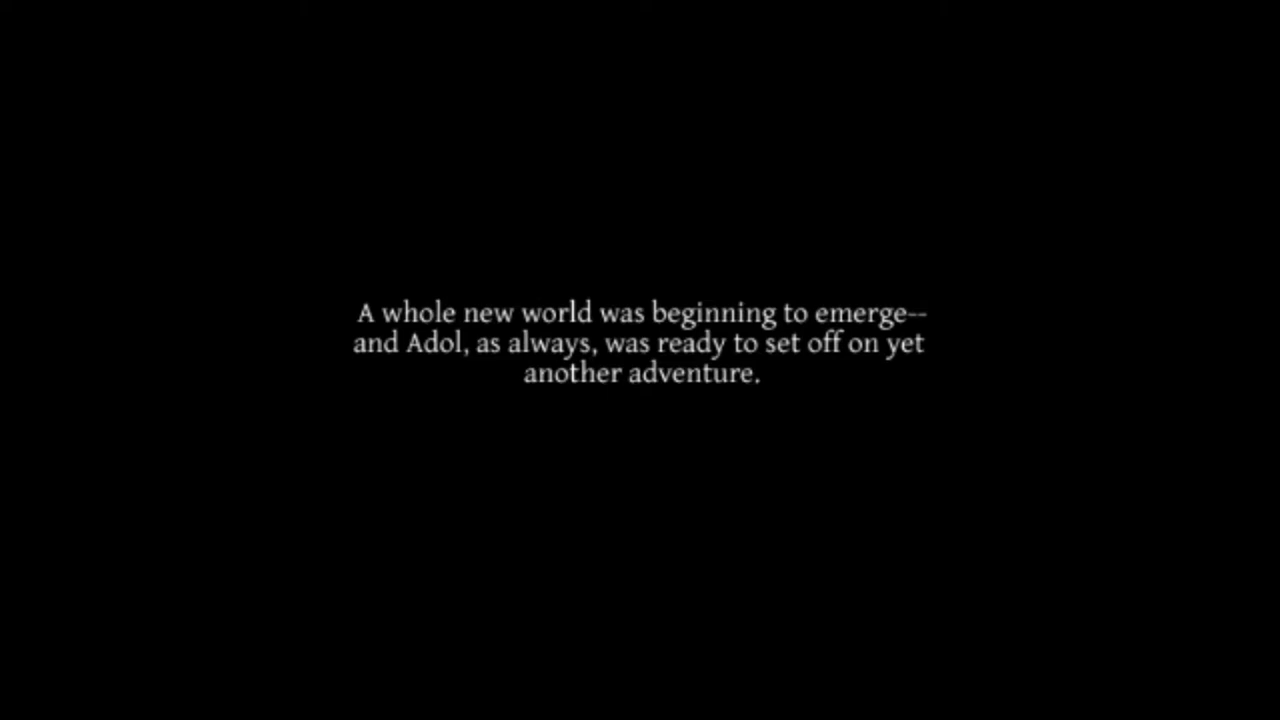 A whole new world was beginning to emerge--
and Adol, as always, was ready to set off on yet
another adventure.